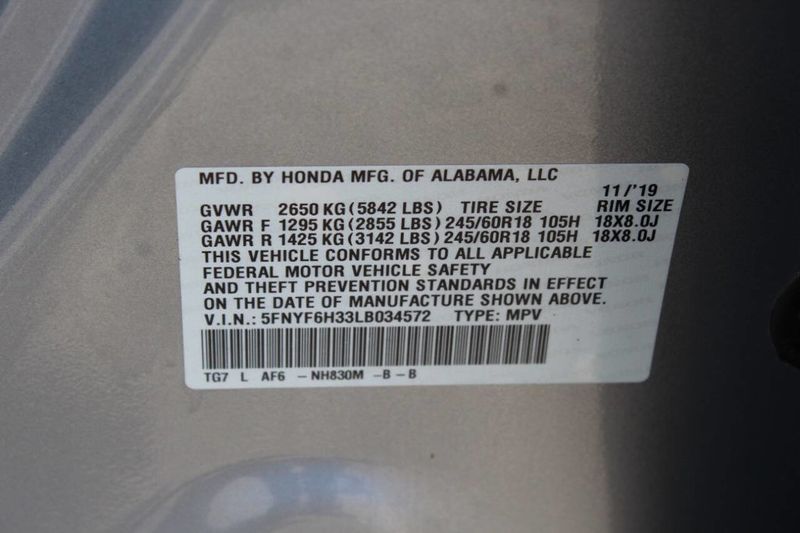 MFD. BY HONDA MFG. OF ALABAMA, LLC
11/'19
GVWR 2650 KG (5842 LBS) TIRE SIZE RIM SIZE
GAWR F 1295 KG (2855 LBS) 245/60R18 105H 18X8.0J
GAWR R 1425 KG (3142 LBS) 245/60R18 105H 18X8.0J
THIS VEHICLE CONFORMS TO ALL APPLICABLE
FEDERAL MOTOR VEHICLE SAFETY
AND THEFT PREVENTION STANDARDS IN EFFECT
ON THE DATE OF MANUFACTURE SHOWN ABOVE.
V.I.N.: 5FNYF6H33LB034572 TYPE: MPV
TG7 L AF6 - NH830M -B - B